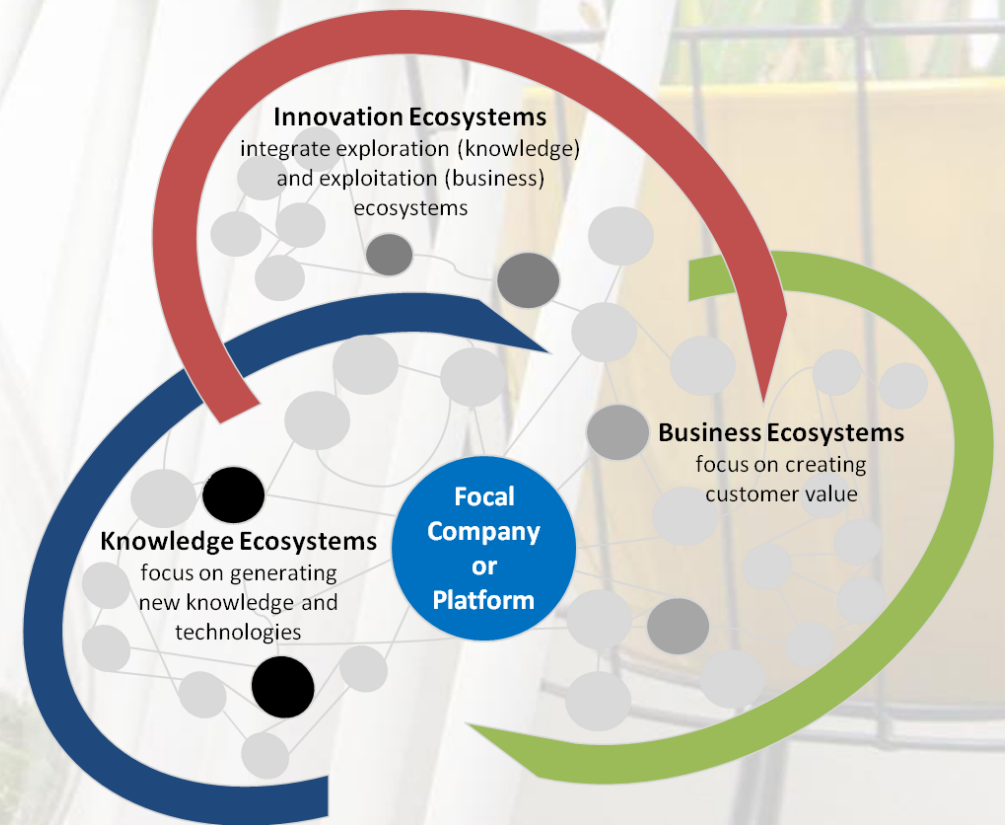 Innovation Ecosystems
integrate exploration (knowledge)
and exploitation (business)
ecosystems
Business Ecosystems
focus on creating
customer value
Focal
Company
or
Platform
Knowledge Ecosystems
focus on generating
new knowledge and
technologies